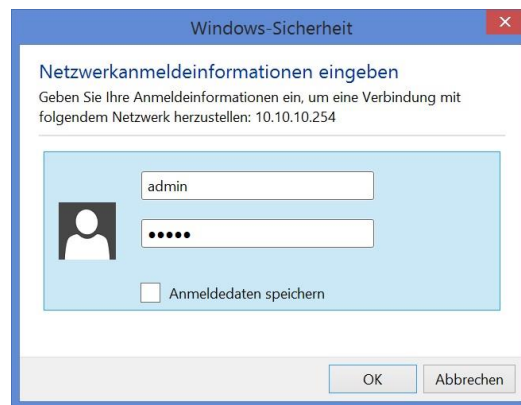 Windows-Sicherheit
Netzwerkanmeldeinformationen eingeben
Geben Sie Ihre Anmeldeinformationen ein, um eine Verbindung mit
folgendem Netzwerk herzustellen: 10.10.10.254
admin
●●●●●
Anmeldedaten speichern
OK Abbrechen